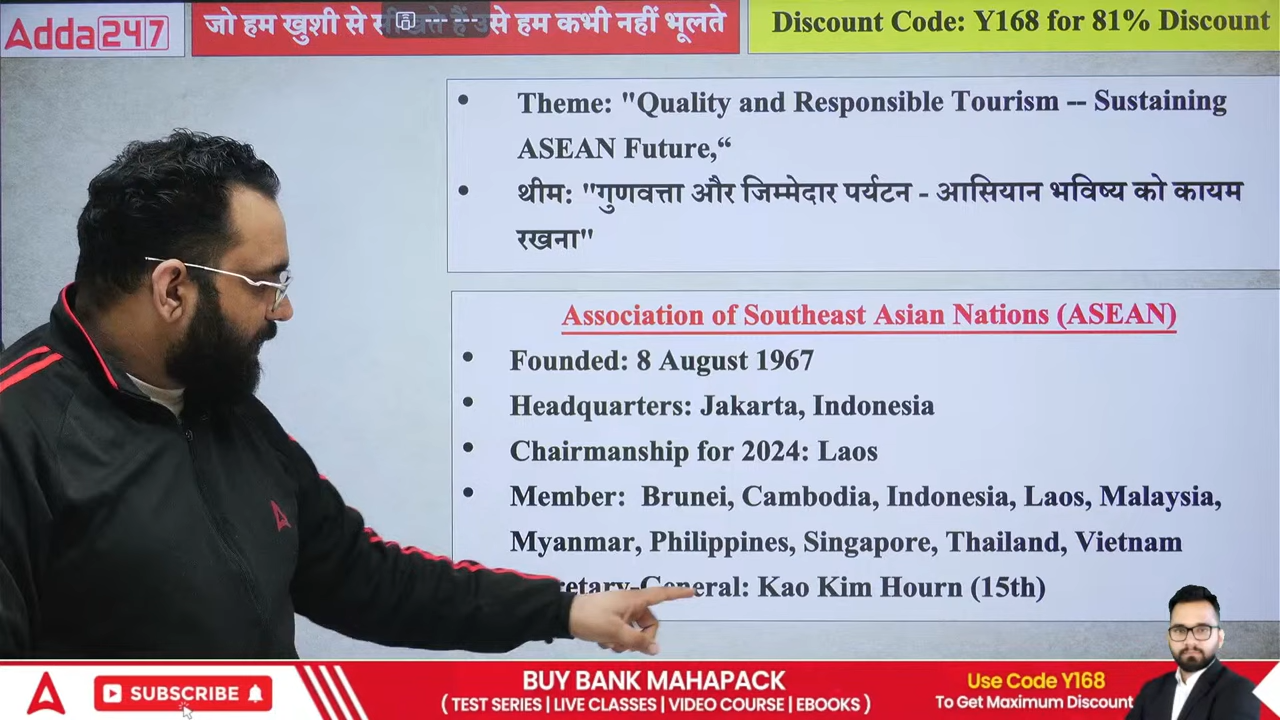 Adda247
जो हम खुशी से सीखते हैं उसे हम कभी नहीं भूलते
Discount Code: Y168 for 81% Discount
• Theme: "Quality and Responsible Tourism -- Sustaining
ASEAN Future,“
• थीम: "गुणवत्ता और जिम्मेदार पर्यटन - आसियान भविष्य को कायम
रखना"
Association of Southeast Asian Nations (ASEAN)
• Founded: 8 August 1967
• Headquarters: Jakarta, Indonesia
• Chairmanship for 2024: Laos
• Member: Brunei, Cambodia, Indonesia, Laos, Malaysia,
Myanmar, Philippines, Singapore, Thailand, Vietnam
Secretary-General: Kao Kim Hourn (15th)
SUBSCRIBE
BUY BANK MAHAPACK
( TEST SERIES | LIVE CLASSES | VIDEO COURSE | EBOOKS )
Use Code Y168
To Get Maximum Discount